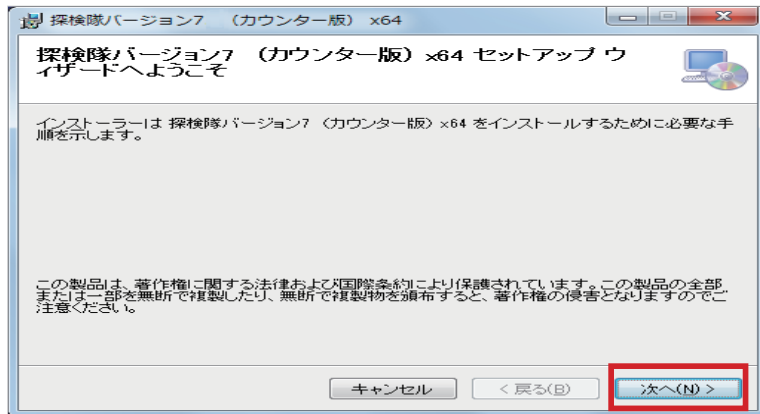 探検隊バージョン7 （カウンター版） x64
探検隊バージョン7 （カウンター版） x64 セットアップ ウ
ィザードへようこそ
インストーラーは 探検隊バージョン7 （カウンター版） x64 をインストールするために必要な手
順を示します。
この製品は、著作権に関する法律および国際条約により保護されています。この製品の全部
または一部を無断で複製したり、無断で複製物を頒布すると、著作権の侵害となりますのでご
注意ください。
キャンセル
< 戻る(B)
次へ(N) >